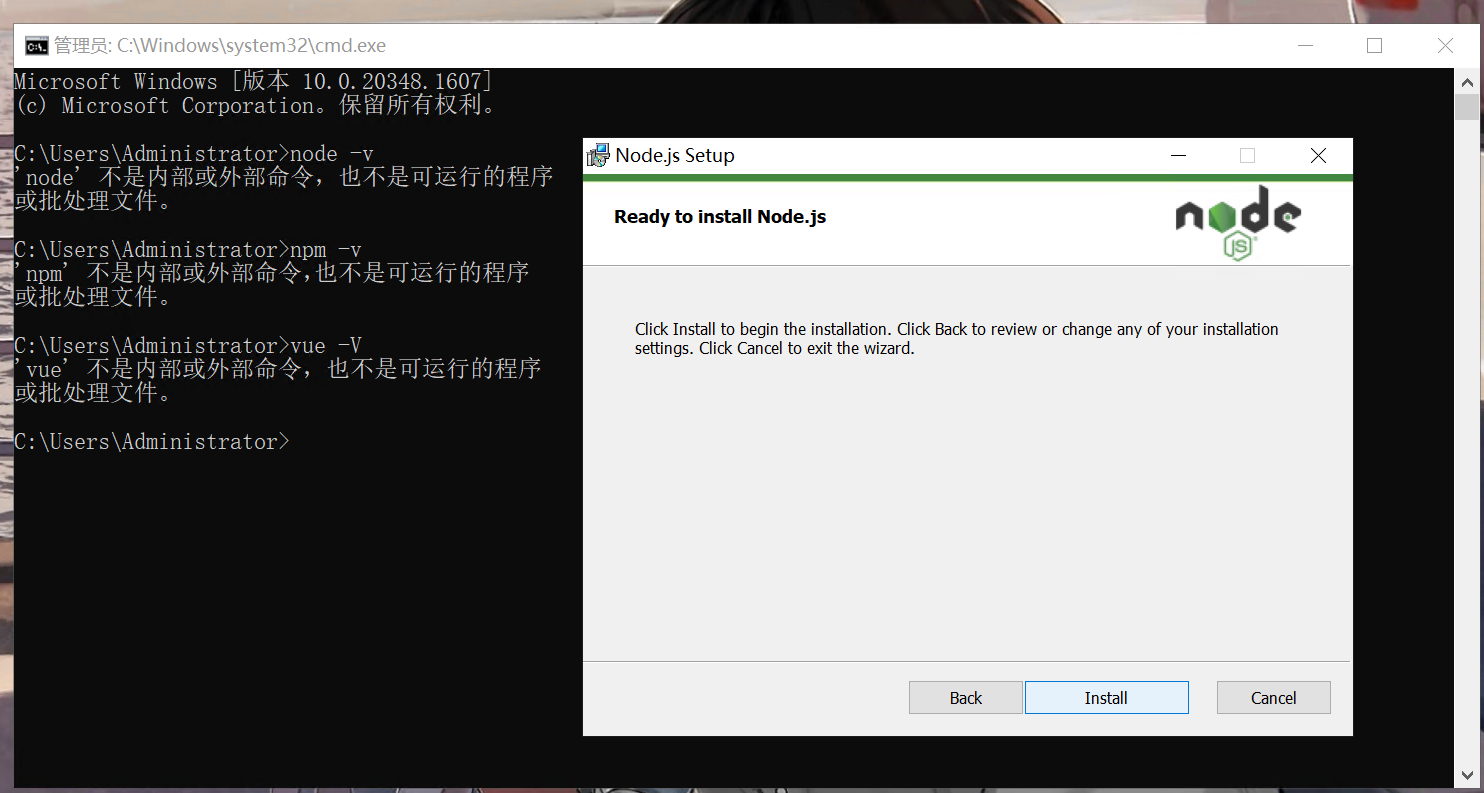 管理员: C:\Windows\system32\cmd.exe
Microsoft Windows [版本 10.0.20348.1607]
(c) Microsoft Corporation。保留所有权利。
C:\Users\Administrator>node -v
'node' 不是内部或外部命令，也不是可运行的程序
或批处理文件。
C:\Users\Administrator>npm -v
'npm' 不是内部或外部命令,也不是可运行的程序
或批处理文件。
C:\Users\Administrator>vue -V
'vue' 不是内部或外部命令，也不是可运行的程序
或批处理文件。
C:\Users\Administrator>
Node.js Setup
Ready to install Node.js
node
JS
Click Install to begin the installation. Click Back to review or change any of your installation
settings. Click Cancel to exit the wizard.
Back Install Cancel